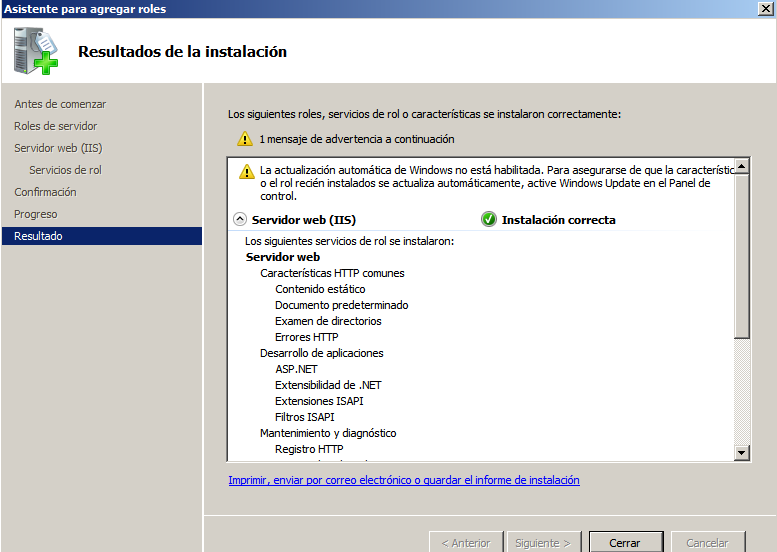 Asistente para agregar roles
Resultados de la instalación
Antes de comenzar
Roles de servidor
Servidor web (IIS)
Servicios de rol
Confirmación
Progreso
Resultado
Los siguientes roles, servicios de rol o características se instalaron correctamente:
1 mensaje de advertencia a continuación
La actualización automática de Windows no está habilitada. Para asegurarse de que la característic
o el rol recién instalados se actualiza automáticamente, active Windows Update en el Panel de
control.
Servidor web (IIS) Instalación correcta
Los siguientes servicios de rol se instalaron:
Servidor web
Características HTTP comunes
Contenido estático
Documento predeterminado
Examen de directorios
Errores HTTP
Desarrollo de aplicaciones
ASP.NET
Extensibilidad de .NET
Extensiones ISAPI
Filtros ISAPI
Mantenimiento y diagnóstico
Registro HTTP
Imprimir, enviar por correo electrónico o guardar el informe de instalación
< Anterior Siguiente > Cerrar Cancelar